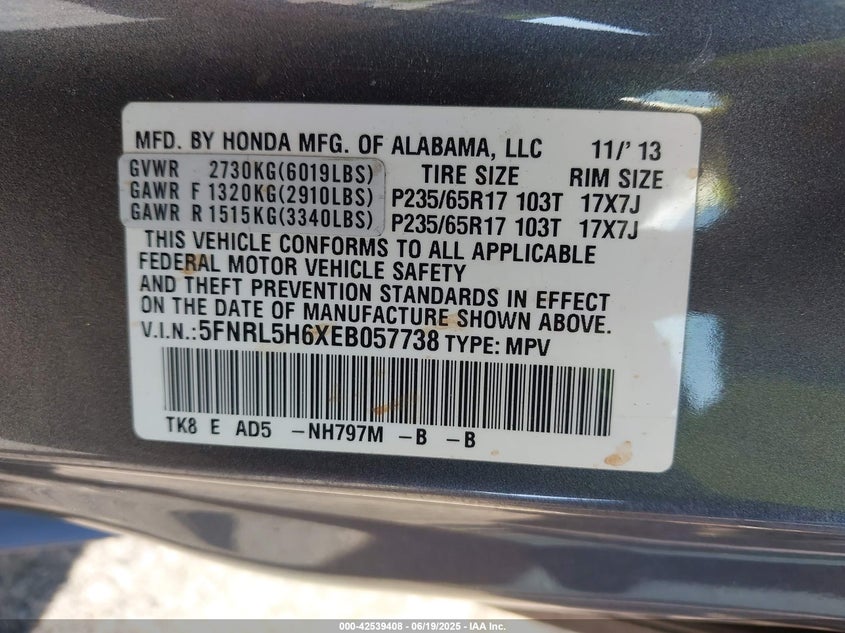 MFD. BY HONDA MFG. OF ALABAMA, LLC 11/' 13
GVWR 2730KG(6019LBS) TIRE SIZE RIM SIZE
GAWR F 1320KG(2910LBS) P235/65R17 103T 17X7J
GAWR R 1515KG(3340LBS) P235/65R17 103T 17X7J
THIS VEHICLE CONFORMS TO ALL APPLICABLE
FEDERAL MOTOR VEHICLE SAFETY
AND THEFT PREVENTION STANDARDS IN EFFECT
ON THE DATE OF MANUFACTURE SHOWN ABOVE.
V.I.N.: 5FNRL5H6XEB057738 TYPE: MPV
TK8 E AD5 -NH797M -B -B
000-42539408 - 06/19/2025 - IAA Inc.